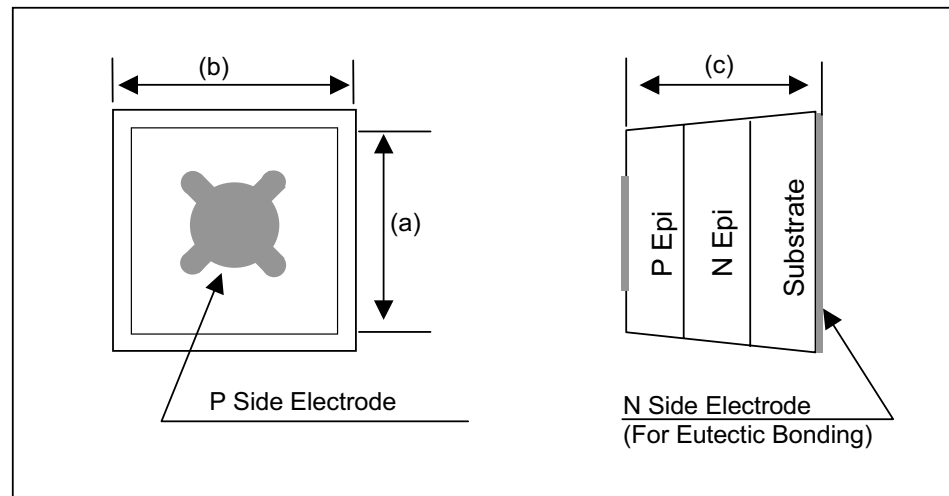 (b)
(a)
P Side Electrode
(c)
P Epi
N Epi
Substrate
N Side Electrode
(For Eutectic Bonding)